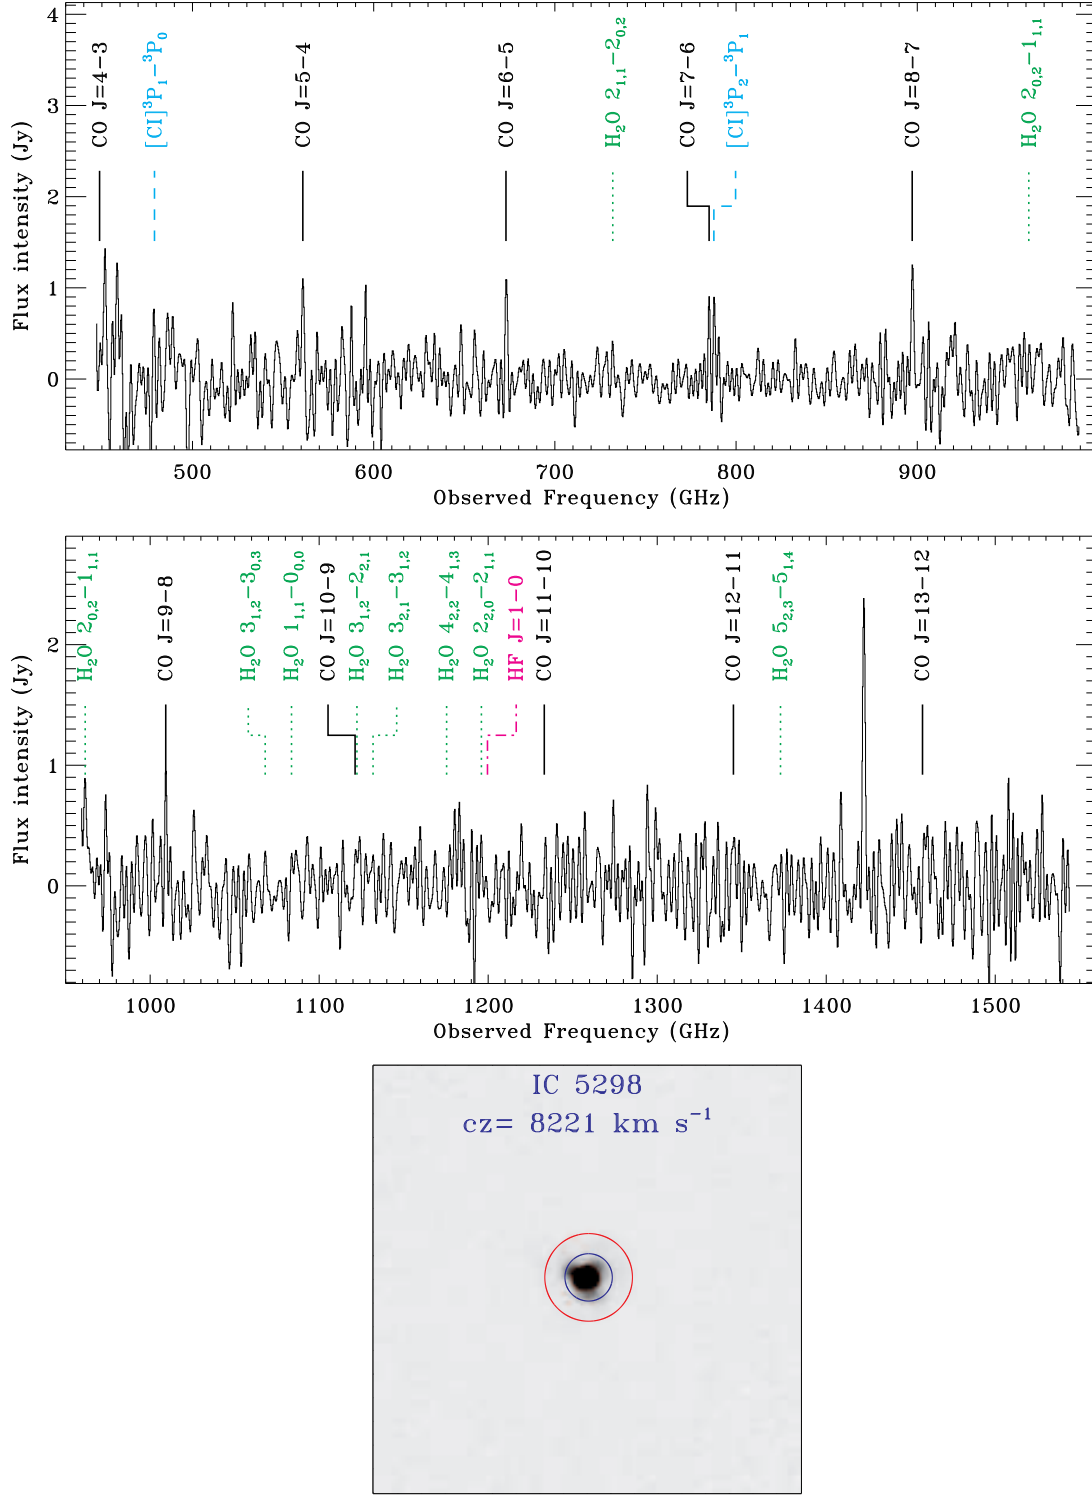 4
3
2
1
0
Flux intensity (Jy)
CO J=4−3
[CI]³P₁−³P₀
CO J=5−4
CO J=6−5
H₂O 2₁,₁−2₀,₂
CO J=7−6
[CI]³P₂−³P₁
CO J=8−7
H₂O 2₀,₂−1₁,₁
500 600 700 800 900
Observed Frequency (GHz)
2
1
0
Flux intensity (Jy)
H₂O 2₀,₂−1₁,₁
CO J=9−8
H₂O 3₁,₂−3₀,₃
H₂O 1₁,₁−0₀,₀
CO J=10−9
H₂O 3₁,₂−2₂,₁
H₂O 3₂,₁−3₁,₂
H₂O 4₂,₂−4₁,₃
H₂O 2₂,₀−2₁,₁
HF J=1−0
CO J=11−10
CO J=12−11
H₂O 5₂,₃−5₁,₄
CO J=13−12
1000 1100 1200 1300 1400 1500
Observed Frequency (GHz)
IC 5298
cz= 8221 km s⁻¹